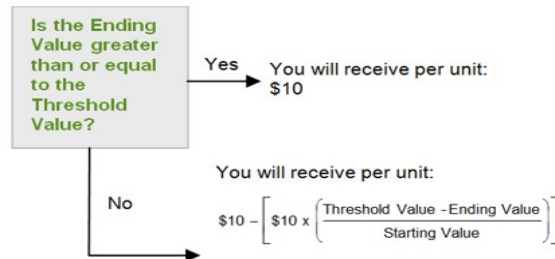 Is the Ending
Value greater
than or equal
to the
Threshold
Value?
Yes
You will receive per unit:
$10
No
You will receive per unit:
$10 – [ $10 x ( Threshold Value - Ending Value
Starting Value ) ]